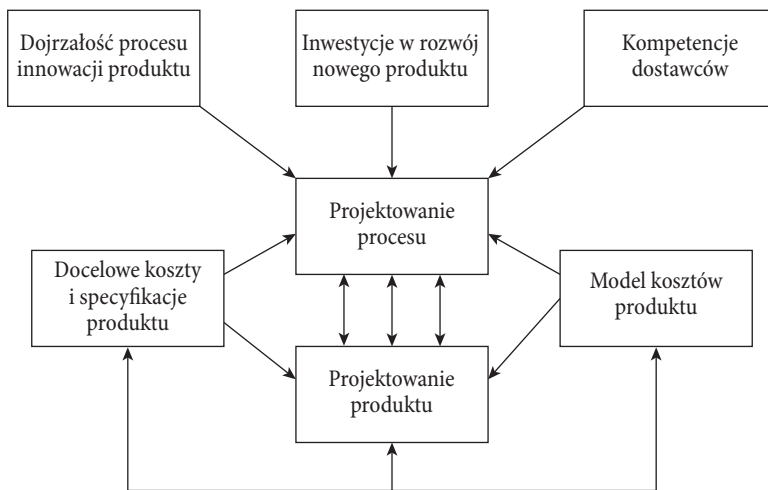 Dojrzałość procesu
innowacji produktu
Inwestycje w rozwój
nowego produktu
Kompetencje
dostawców
Projektowanie
procesu
Docelowe koszty
i specyfikacje
produktu
Model kosztów
produktu
Projektowanie
produktu